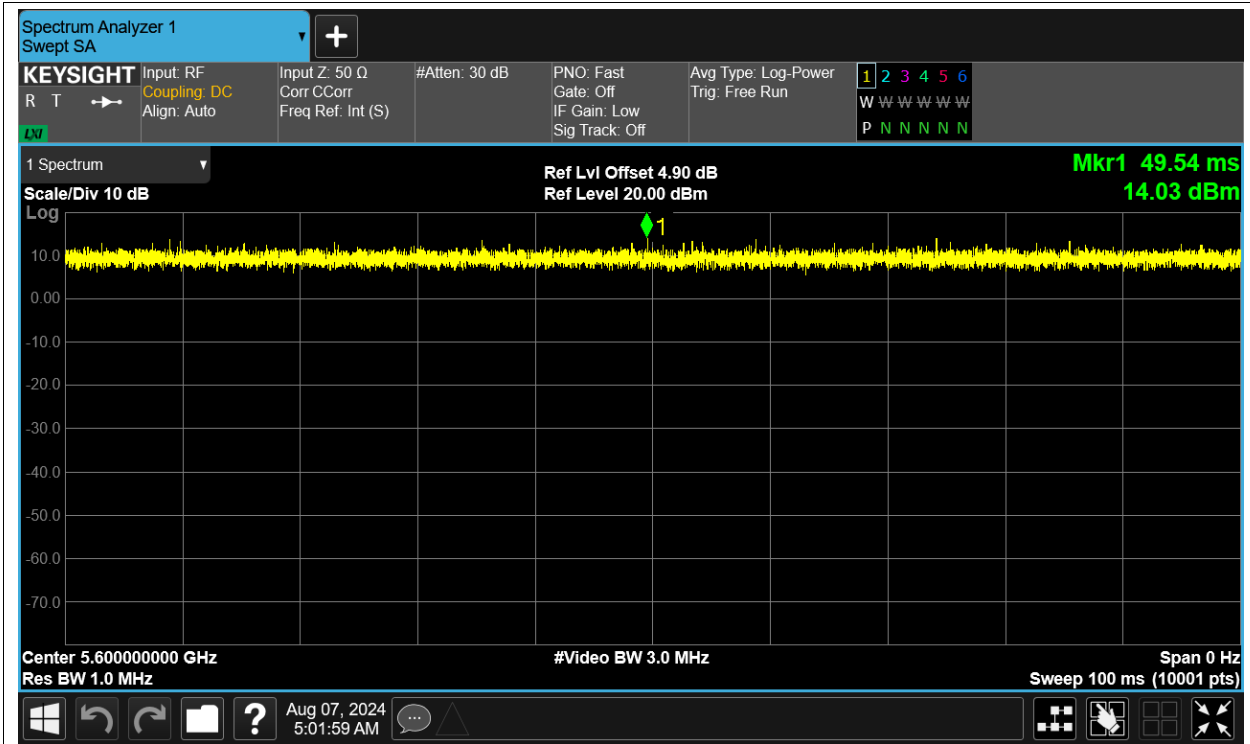 Spectrum Analyzer 1
Swept SA
+
KEYSIGHT
R T
LXI
Input: RF
Coupling: DC
Align: Auto
Input Z: 50 Ω
Corr CCorr
Freq Ref: Int (S)
#Atten: 30 dB
PNO: Fast
Gate: Off
IF Gain: Low
Sig Track: Off
Avg Type: Log-Power
Trig: Free Run
1 2 3 4 5 6
W W W W W W
P N N N N N
1 Spectrum
Scale/Div 10 dB
Log
Ref Lvl Offset 4.90 dB
Ref Level 20.00 dBm
Mkr1 49.54 ms
14.03 dBm
1
10.0
0.00
-10.0
-20.0
-30.0
-40.0
-50.0
-60.0
-70.0
Center 5.600000000 GHz
Res BW 1.0 MHz
#Video BW 3.0 MHz
Span 0 Hz
Sweep 100 ms (10001 pts)
?
Aug 07, 2024
5:01:59 AM